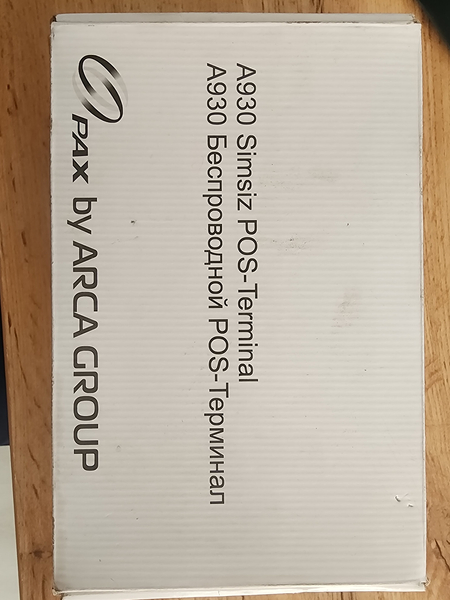 A930 Simsiz POS-Terminal
A930 Беспроводной POS-Терминал
PAX by ARCA GROUP